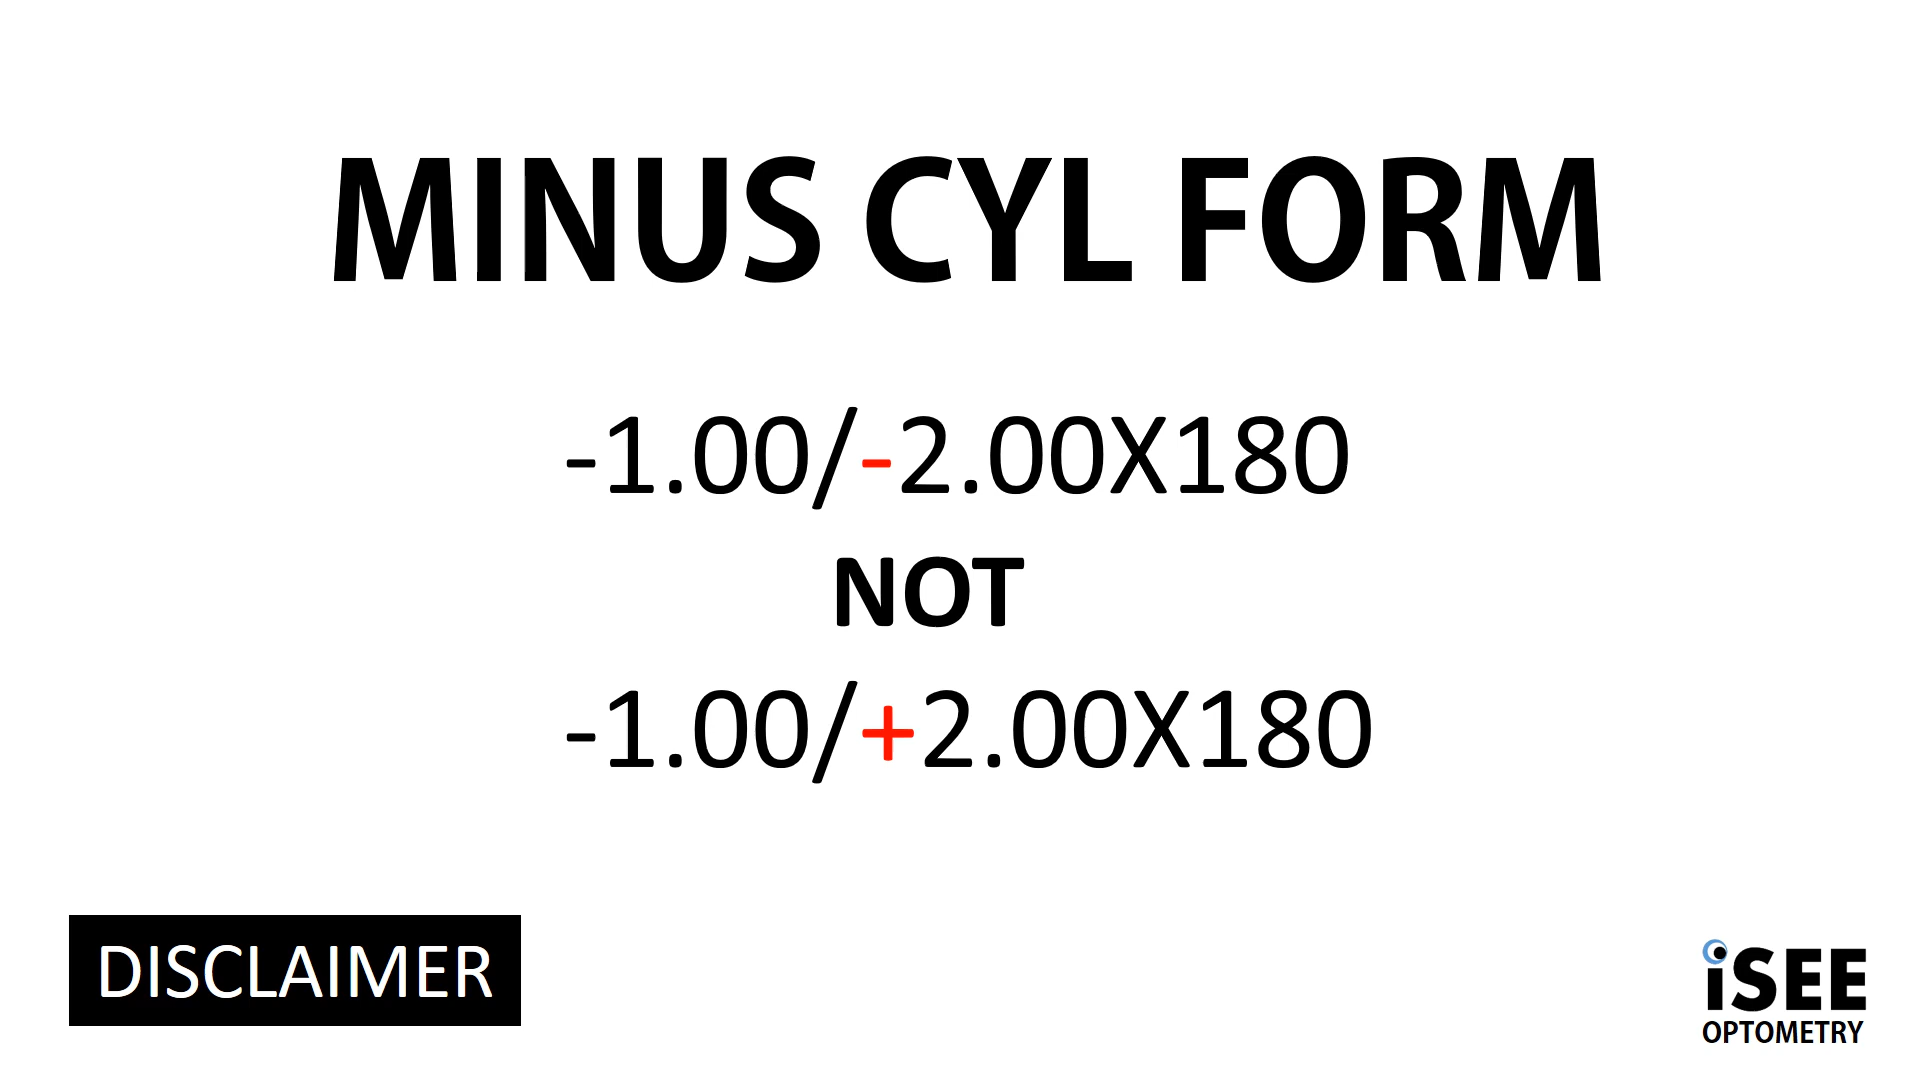 MINUS CYL FORM
-1.00/-2.00X180
NOT
-1.00/+2.00X180
DISCLAIMER
iSEE
OPTOMETRY